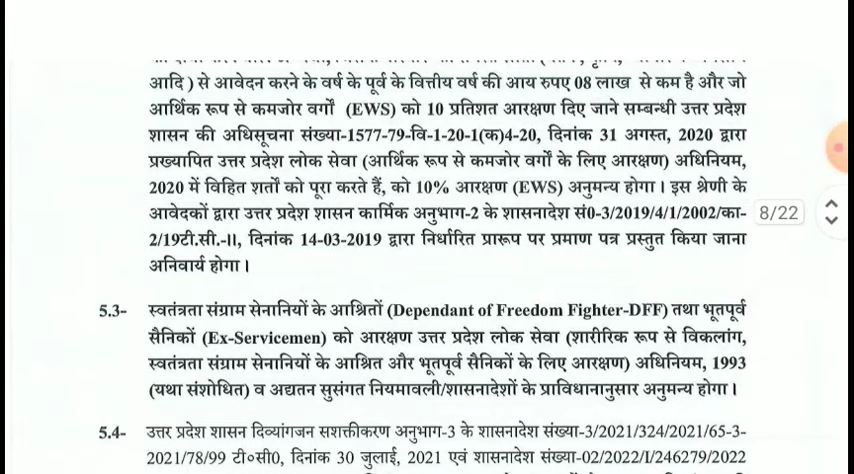 आदि ) से आवेदन करने के वर्ष के पूर्व के वित्तीय वर्ष की आय रुपए 08 लाख से कम है और जो
आर्थिक रूप से कमजोर वर्गों (EWS) को 10 प्रतिशत आरक्षण दिए जाने सम्बन्धी उत्तर प्रदेश
शासन की अधिसूचना संख्या-1577-79-वि-1-20-1(क)4-20, दिनांक 31 अगस्त, 2020 द्वारा
प्रख्यापित उत्तर प्रदेश लोक सेवा (आर्थिक रूप से कमजोर वर्गों के लिए आरक्षण) अधिनियम,
2020 में विहित शर्तो को पूरा करते हैं, को 10% आरक्षण (EWS) अनुमन्य होगा। इस श्रेणी के
आवेदकों द्वारा उत्तर प्रदेश शासन कार्मिक अनुभाग-2 के शासनादेश सं0-3/2019/4/1/2002/का-
8/22
2/19टी.सी.-II, दिनांक 14-03-2019 द्वारा निर्धारित प्रारूप पर प्रमाण पत्र प्रस्तुत किया जाना
अनिवार्य होगा।
5.3- स्वतंत्रता संग्राम सेनानियों के आश्रितों (Dependant of Freedom Fighter-DFF) तथा भूतपूर्व
सैनिकों (Ex-Servicemen) को आरक्षण उत्तर प्रदेश लोक सेवा (शारीरिक रूप से विकलांग,
स्वतंत्रता संग्राम सेनानियों के आश्रित और भूतपूर्व सैनिकों के लिए आरक्षण) अधिनियम, 1993
(यथा संशोधित) व अद्यतन सुसंगत नियमावली/शासनादेशों के प्राविधानानुसार अनुमन्य होगा।
5.4- उत्तर प्रदेश शासन दिव्यांगजन सशक्तीकरण अनुभाग-3 के शासनादेश संख्या-3/2021/324/2021/65-3-
2021/78/99 टी०सी0, दिनांक 30 जुलाई, 2021 एवं शासनादेश संख्या-02/2022/I/246279/2022